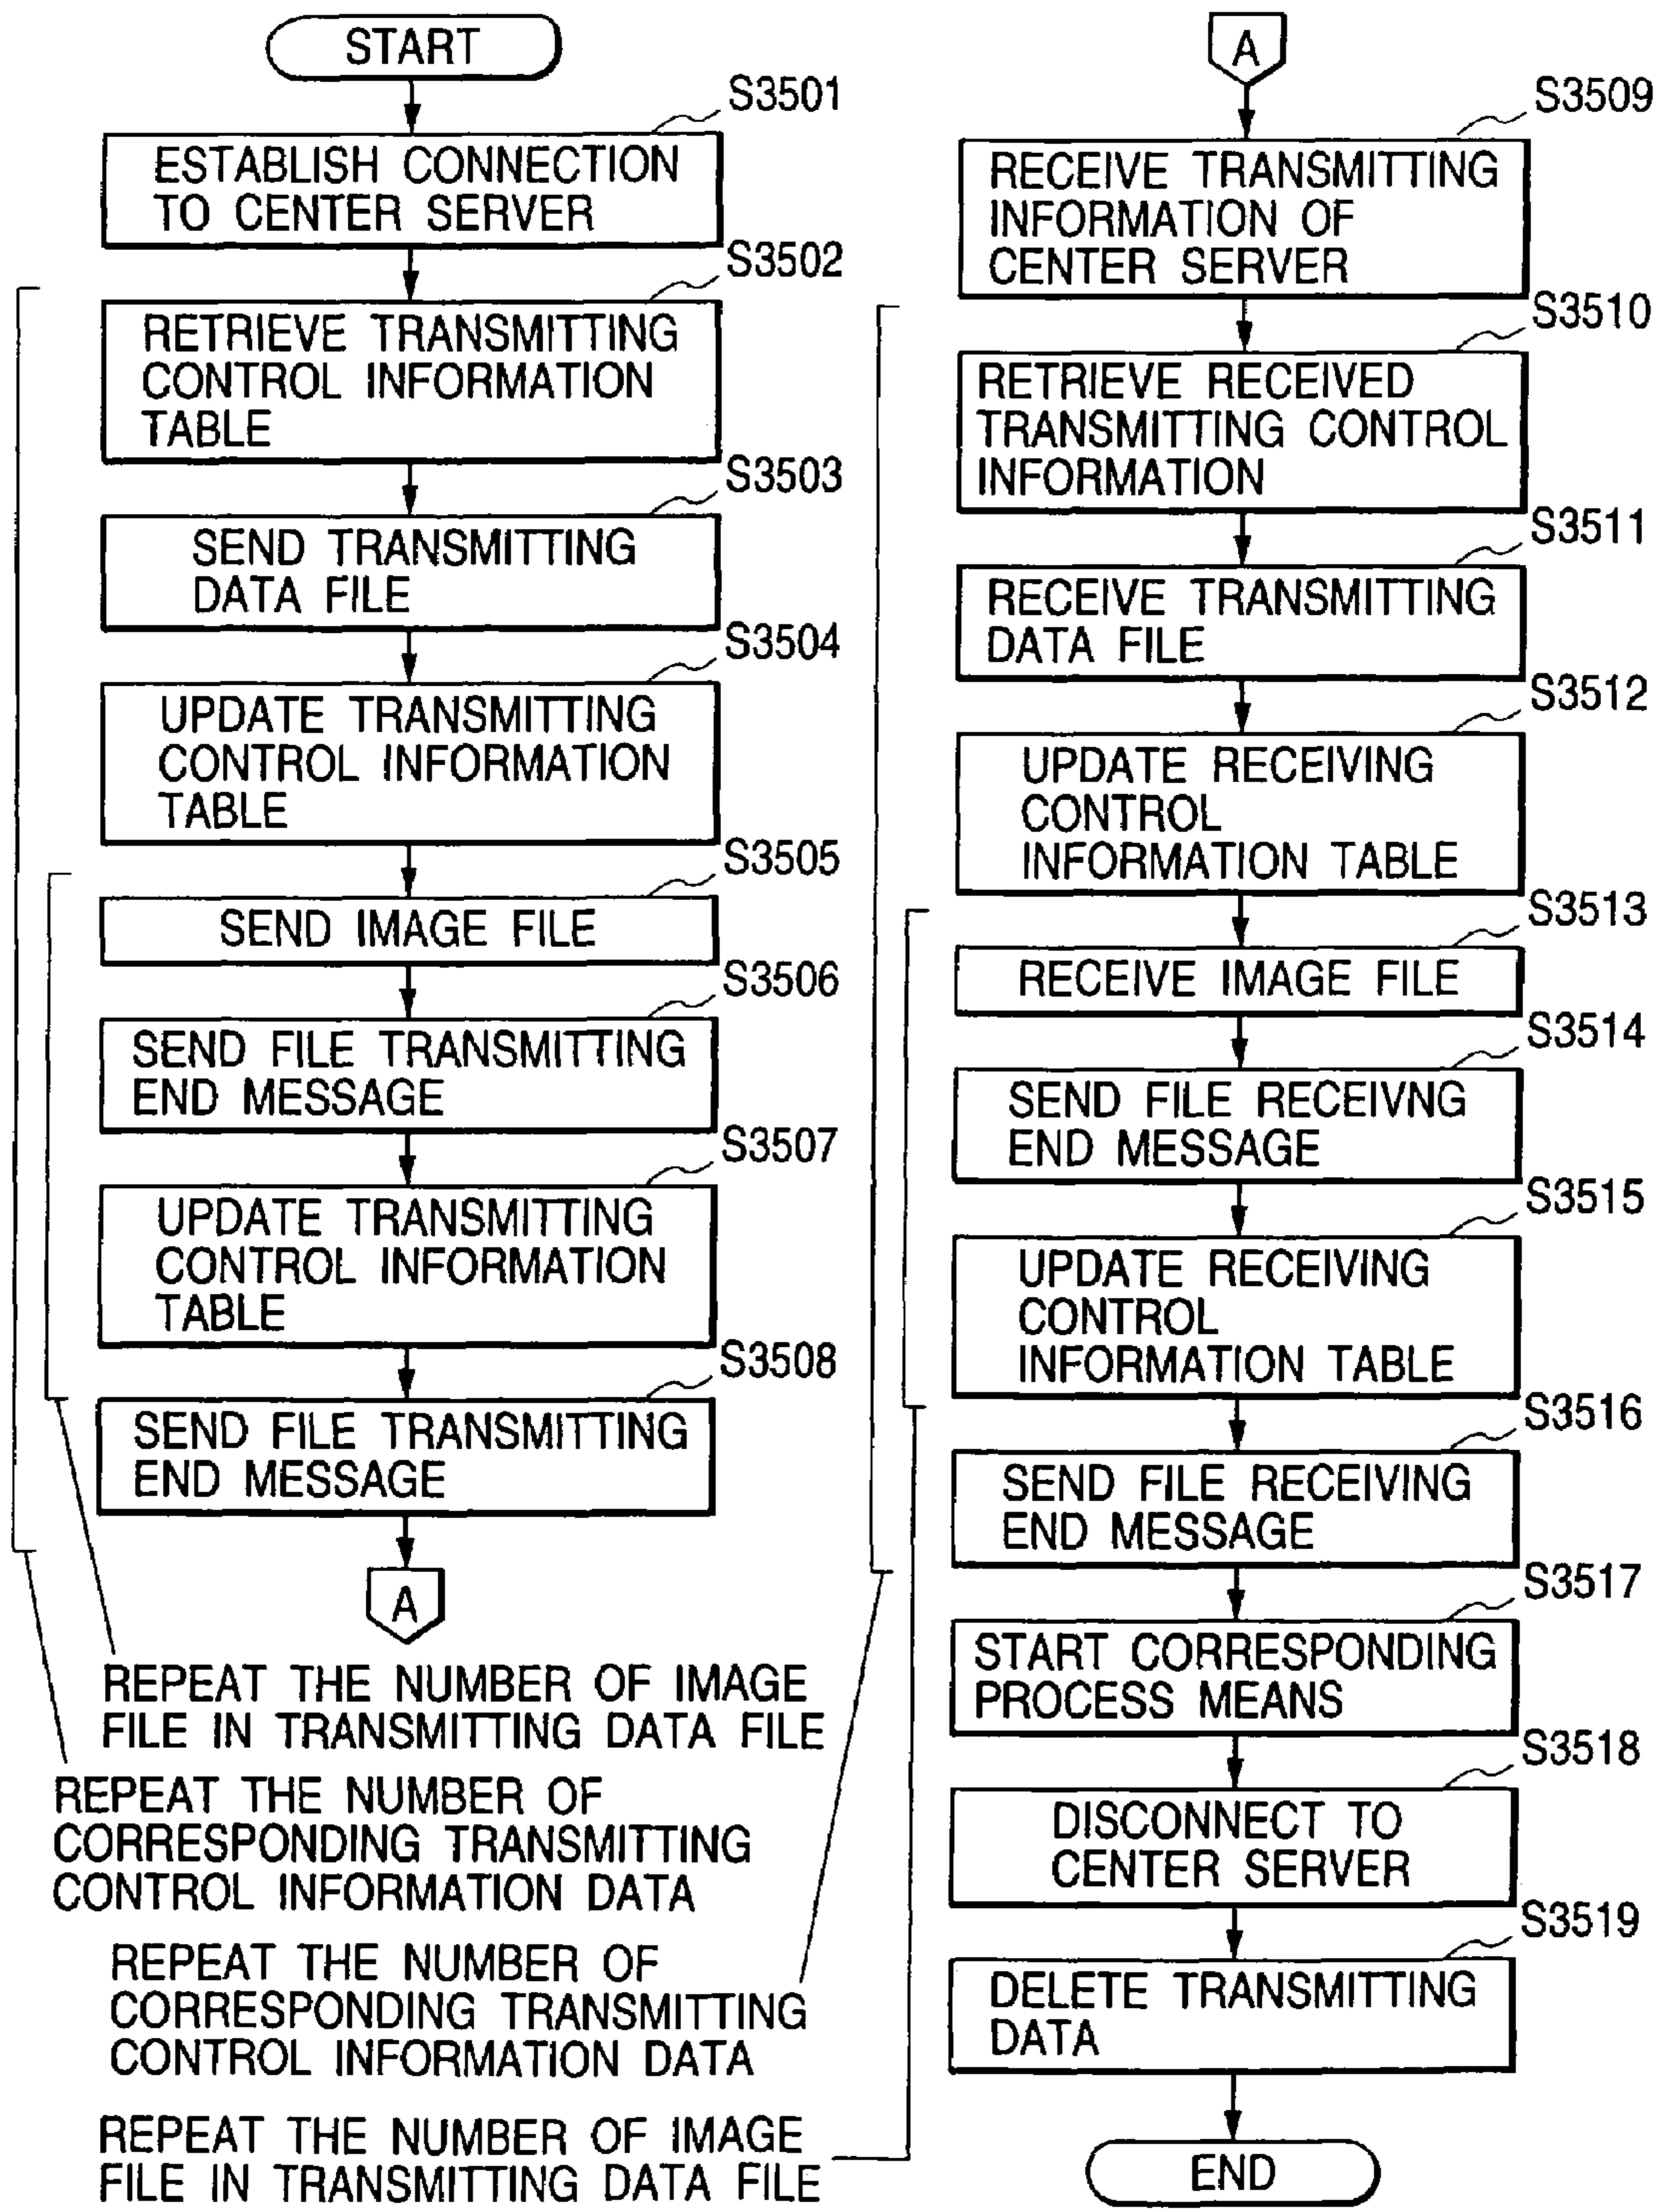 START
S3501
ESTABLISH CONNECTION
TO CENTER SERVER
S3502
RETRIEVE TRANSMITTING
CONTROL INFORMATION
TABLE
S3503
SEND TRANSMITTING
DATA FILE
S3504
UPDATE TRANSMITTING
CONTROL INFORMATION
TABLE
S3505
SEND IMAGE FILE
S3506
SEND FILE TRANSMITTING
END MESSAGE
S3507
UPDATE TRANSMITTING
CONTROL INFORMATION
TABLE
S3508
SEND FILE TRANSMITTING
END MESSAGE
A
REPEAT THE NUMBER OF IMAGE
FILE IN TRANSMITTING DATA FILE
REPEAT THE NUMBER OF
CORRESPONDING TRANSMITTING
CONTROL INFORMATION DATA
REPEAT THE NUMBER OF
CORRESPONDING TRANSMITTING
CONTROL INFORMATION DATA
REPEAT THE NUMBER OF IMAGE
FILE IN TRANSMITTING DATA FILE
A
S3509
RECEIVE TRANSMITTING
INFORMATION OF
CENTER SERVER
S3510
RETRIEVE RECEIVED
TRANSMITTING CONTROL
INFORMATION
S3511
RECEIVE TRANSMITTING
DATA FILE
S3512
UPDATE RECEIVING
CONTROL
INFORMATION TABLE
S3513
RECEIVE IMAGE FILE
S3514
SEND FILE RECEIVNG
END MESSAGE
S3515
UPDATE RECEIVING
CONTROL
INFORMATION TABLE
S3516
SEND FILE RECEIVING
END MESSAGE
S3517
START CORRESPONDING
PROCESS MEANS
S3518
DISCONNECT TO
CENTER SERVER
S3519
DELETE TRANSMITTING
DATA
END